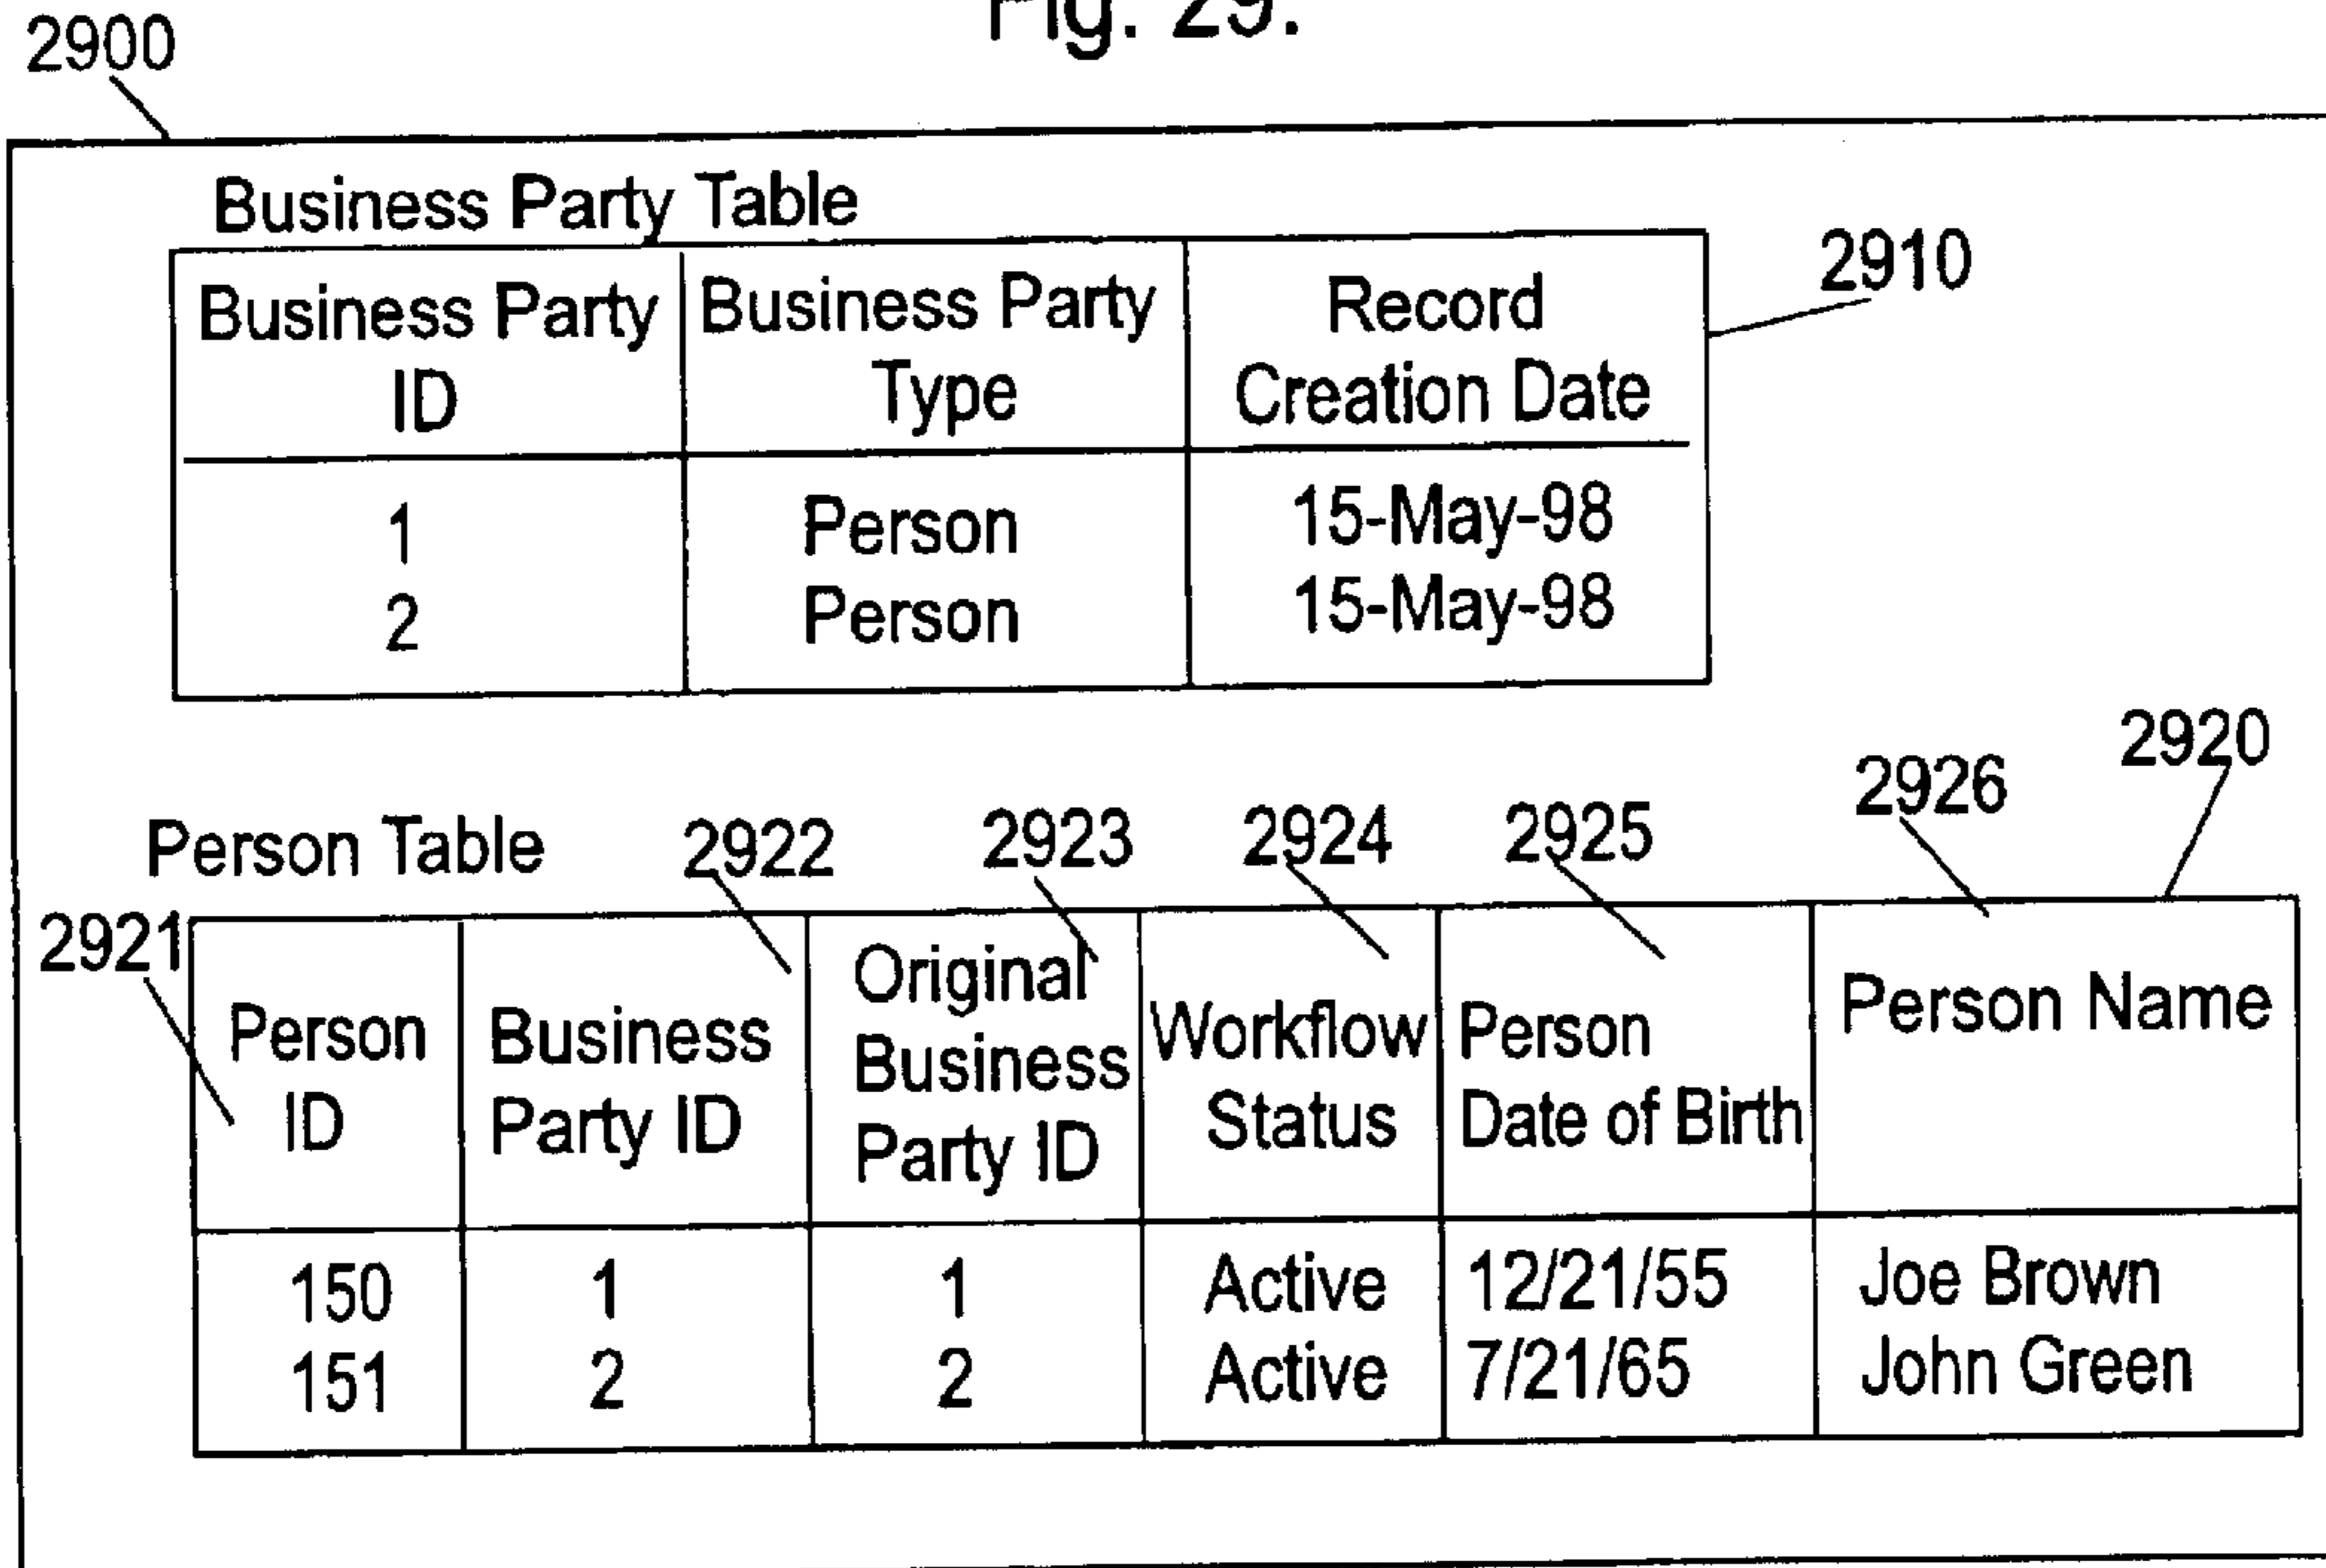 Fig. 29.
2900
Business Party Table
2910
Business Party ID
Business Party Type
Record Creation Date
1 Person 15-May-98
2 Person 15-May-98
2920
2926
Person Table 2922 2923 2924 2925
2921
Person ID
Business Party ID
Original Business Party ID
Workflow Status
Person Date of Birth
Person Name
150 1 1 Active 12/21/55 Joe Brown
151 2 2 Active 7/21/65 John Green